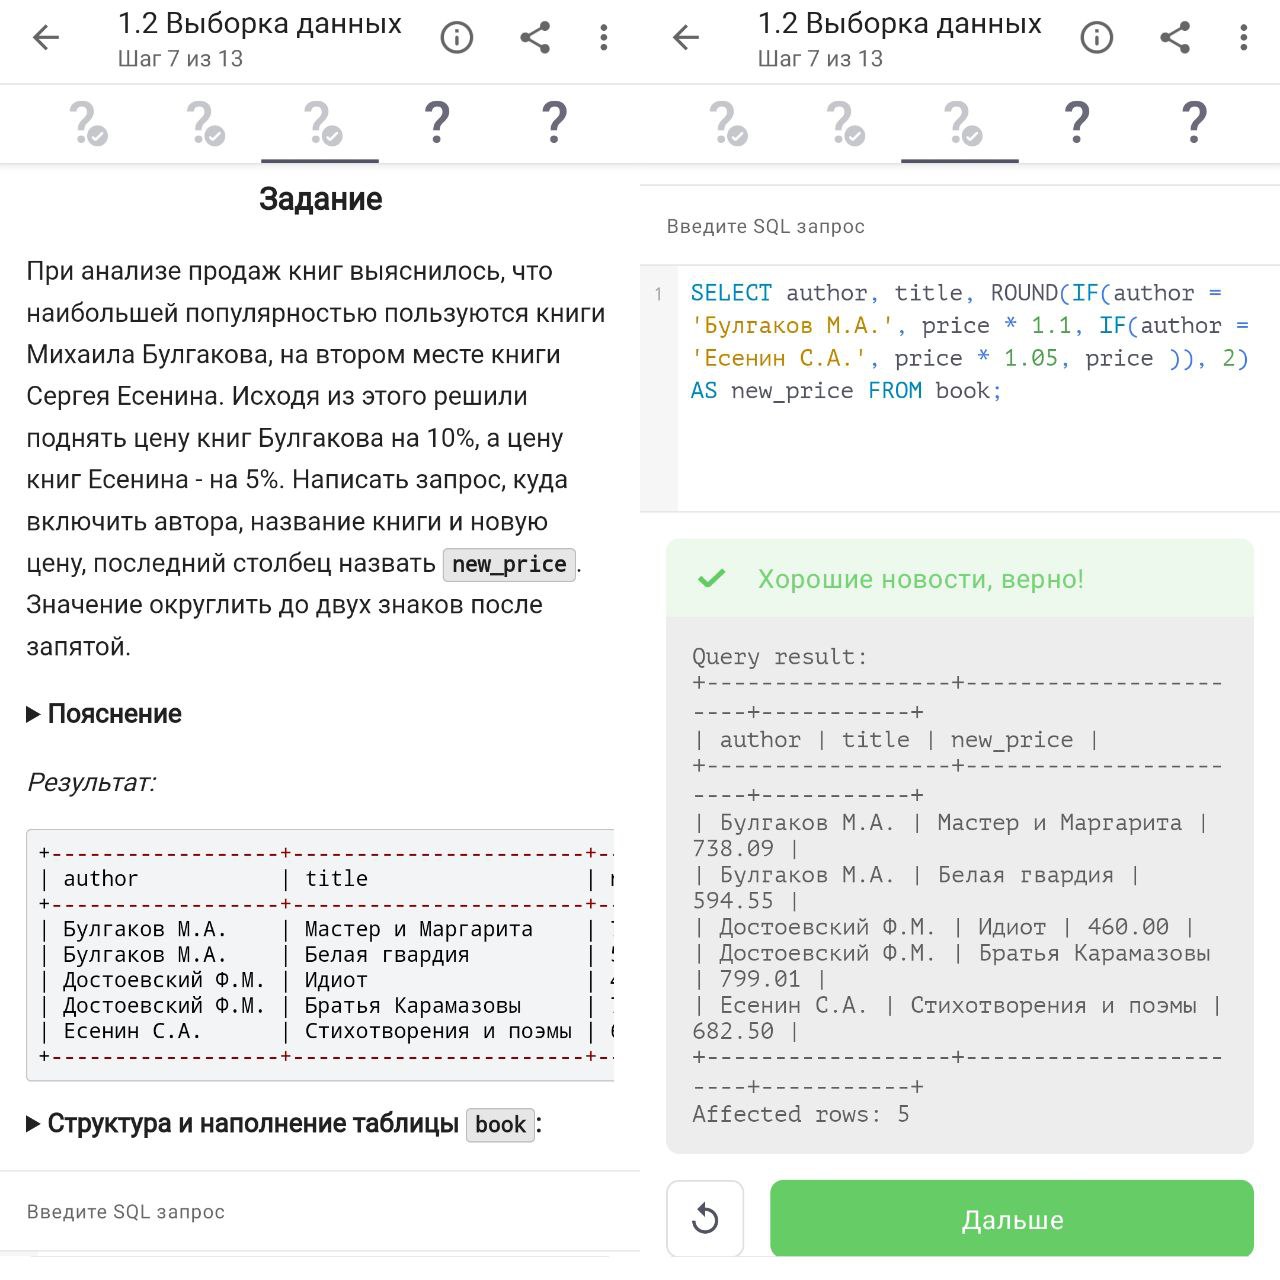 1.2 Выборка данных
Шаг 7 из 13
Задание
При анализе продаж книг выяснилось, что
наибольшей популярностью пользуются книги
Михаила Булгакова, на втором месте книги
Сергея Есенина. Исходя из этого решили
поднять цену книг Булгакова на 10%, а цену
книг Есенина - на 5%. Написать запрос, куда
включить автора, название книги и новую
цену, последний столбец назвать new_price.
Значение округлить до двух знаков после
запятой.
Пояснение
Результат:
+------------------+-----------------------+--
| author | title |
+------------------+-----------------------+--
| Булгаков М.А. | Мастер и Маргарита |
| Булгаков М.А. | Белая гвардия |
| Достоевский Ф.М. | Идиот |
| Достоевский Ф.М. | Братья Карамазовы |
| Есенин С.А. | Стихотворения и поэмы |
+------------------+-----------------------+--
Структура и наполнение таблицы book:
Введите SQL запрос
1.2 Выборка данных
Шаг 7 из 13
Введите SQL запрос
1 SELECT author, title, ROUND(IF(author =
'Булгаков М.А.', price * 1.1, IF(author =
'Есенин С.А.', price * 1.05, price )), 2)
AS new_price FROM book;
Хорошие новости, верно!
Query result:
+------------------+-------------------
----+-----------+
| author | title | new_price |
+------------------+-------------------
----+-----------+
| Булгаков М.А. | Мастер и Маргарита |
738.09 |
| Булгаков М.А. | Белая гвардия |
594.55 |
| Достоевский Ф.М. | Идиот | 460.00 |
| Достоевский Ф.М. | Братья Карамазовы
| 799.01 |
| Есенин С.А. | Стихотворения и поэмы |
682.50 |
+------------------+-------------------
----+-----------+
Affected rows: 5
Дальше